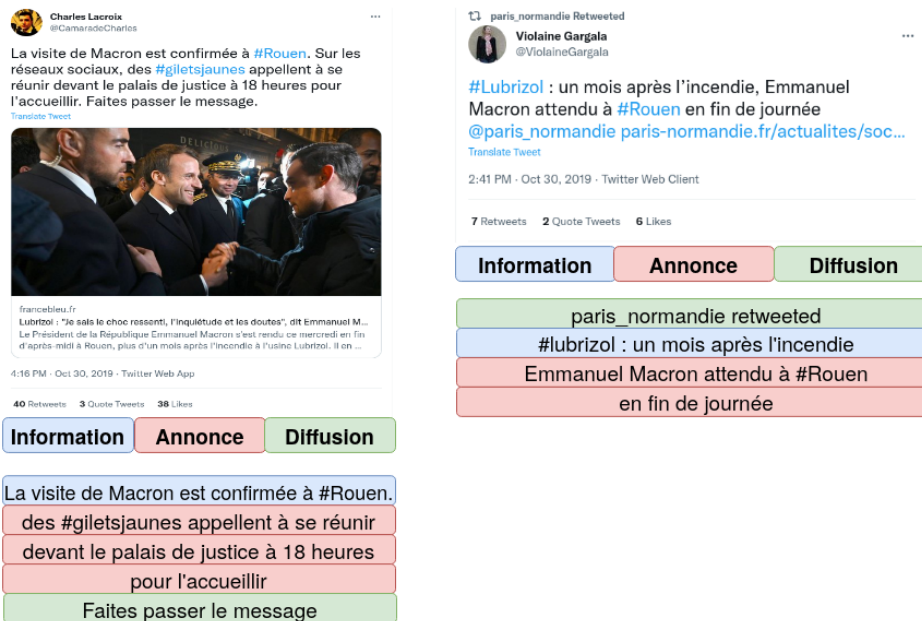 Charles Lacroix
@CamaradeCharles
La visite de Macron est confirmée à #Rouen. Sur les
réseaux sociaux, des #giletsjaunes appellent à se
réunir devant le palais de justice à 18 heures pour
l'accueillir. Faites passer le message.
Translate Tweet
DELICI
francebleu.fr
Lubrizol : "Je sais le choc ressenti, l'inquiétude et les doutes", dit Emmanuel M...
Le Président de la République Emmanuel Macron s'est rendu ce mercredi en fin
d'après-midi à Rouen, plus d'un mois après l'incendie à l'usine Lubrizol. Il en ...
4:16 PM · Oct 30, 2019 · Twitter Web App
40 Retweets 3 Quote Tweets 38 Likes
Information Annonce Diffusion
La visite de Macron est confirmée à #Rouen.
des #giletsjaunes appellent à se réunir
devant le palais de justice à 18 heures
pour l'accueillir
Faites passer le message
paris_normandie Retweeted
Violaine Gargala
@ViolaineGargala
#Lubrizol : un mois après l'incendie, Emmanuel
Macron attendu à #Rouen en fin de journée
@paris_normandie paris-normandie.fr/actualites/soc...
Translate Tweet
2:41 PM · Oct 30, 2019 · Twitter Web Client
7 Retweets 2 Quote Tweets 6 Likes
Information Annonce Diffusion
paris_normandie retweeted
#lubrizol : un mois après l'incendie
Emmanuel Macron attendu à #Rouen
en fin de journée